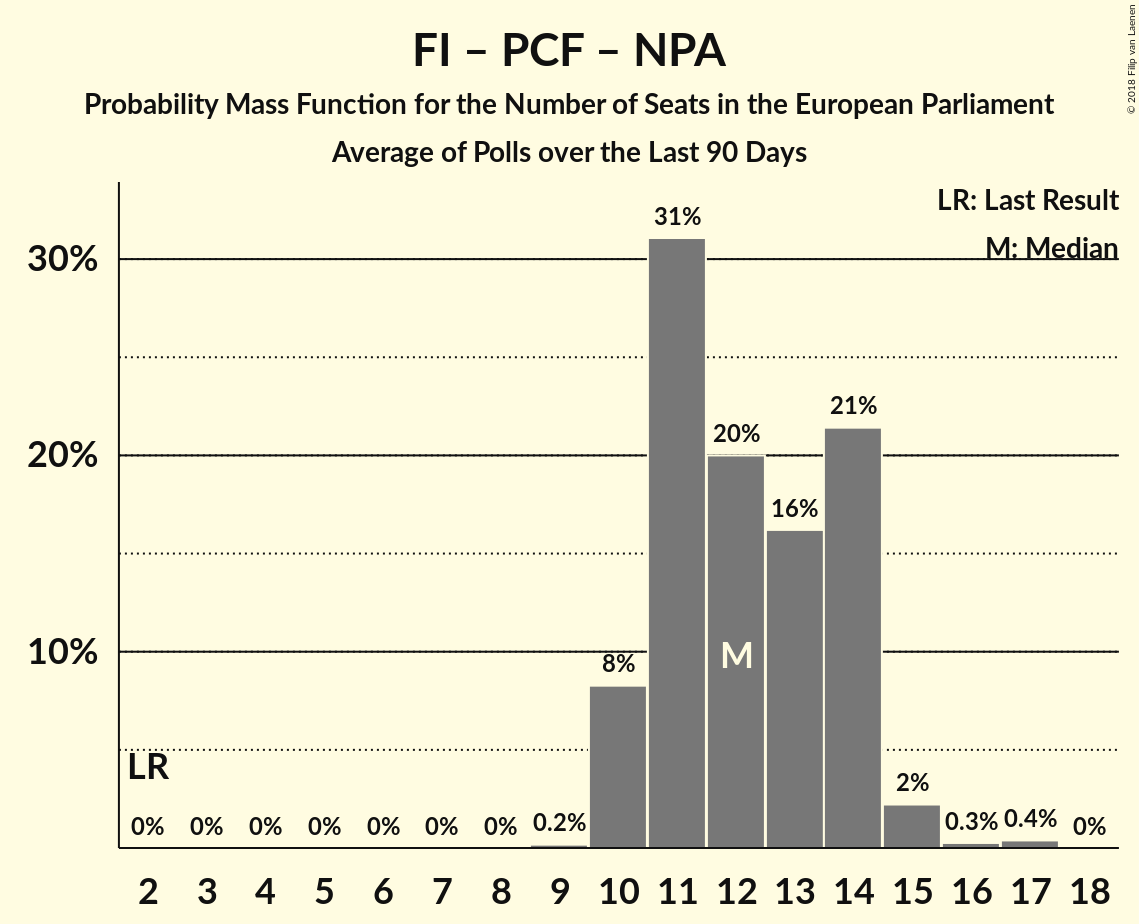 FI – PCF – NPA
Probability Mass Function for the Number of Seats in the European Parliament
Average of Polls over the Last 90 Days
© 2018 Filip van Laenen
LR: Last Result
M: Median
30%
20%
10%
31%
21%
20%
16%
8%
M
LR
0% 0% 0% 0% 0% 0% 0% 0.2% 2% 0.3% 0.4% 0%
2 3 4 5 6 7 8 9 10 11 12 13 14 15 16 17 18